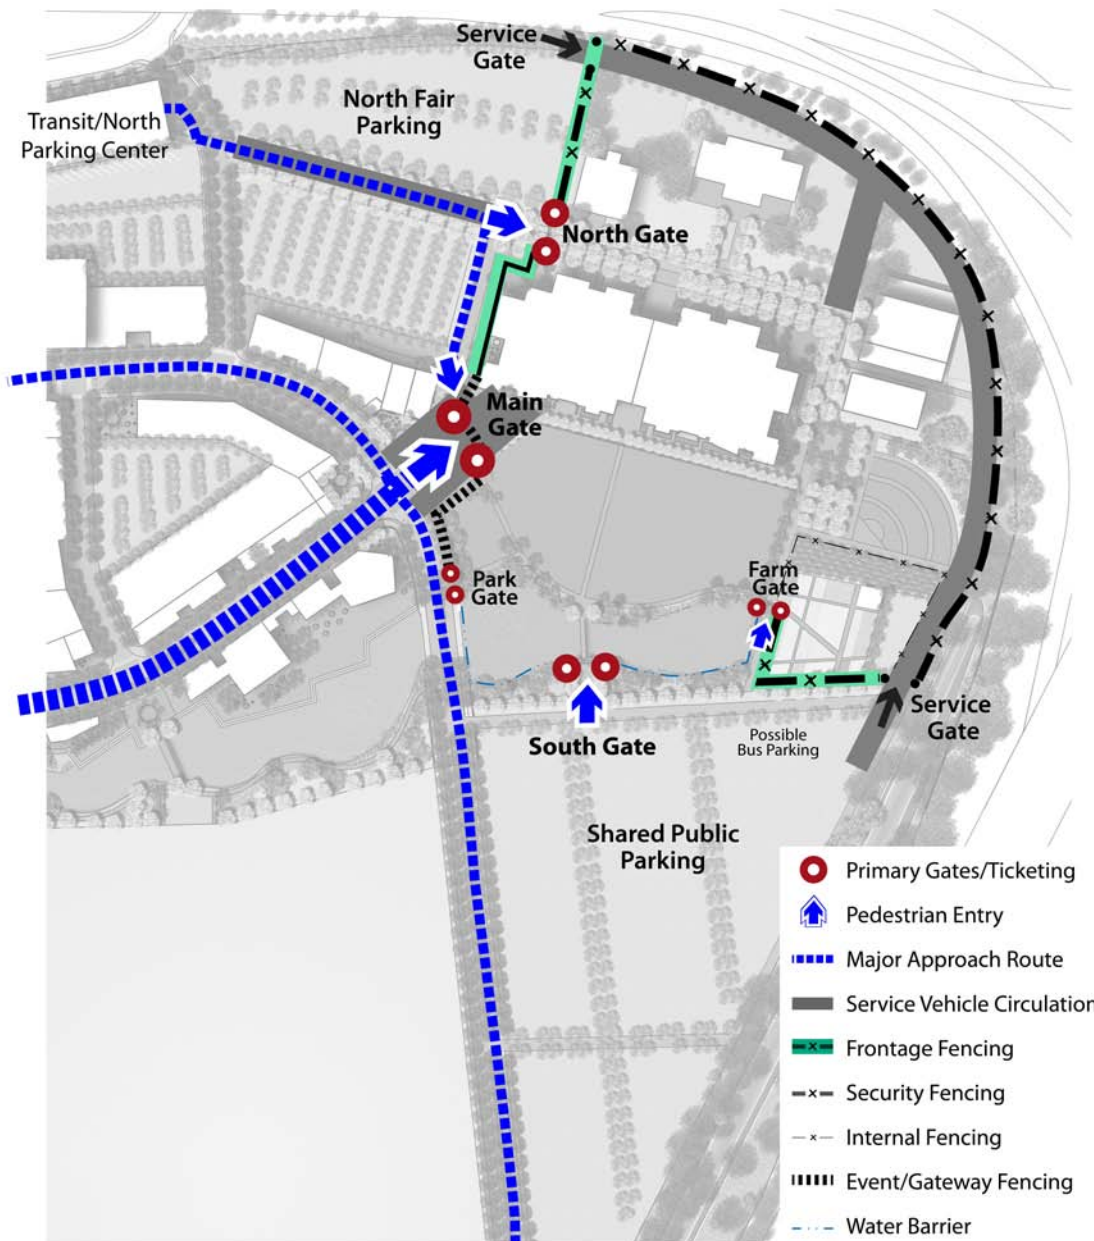 Service
Gate
North Fair
Parking
Transit/North
Parking Center
North Gate
Main
Gate
Park
Gate
Farm
Gate
South Gate
Possible
Bus Parking
Service
Gate
Shared Public
Parking
Primary Gates/Ticketing
Pedestrian Entry
Major Approach Route
Service Vehicle Circulation
Frontage Fencing
Security Fencing
Internal Fencing
Event/Gateway Fencing
Water Barrier